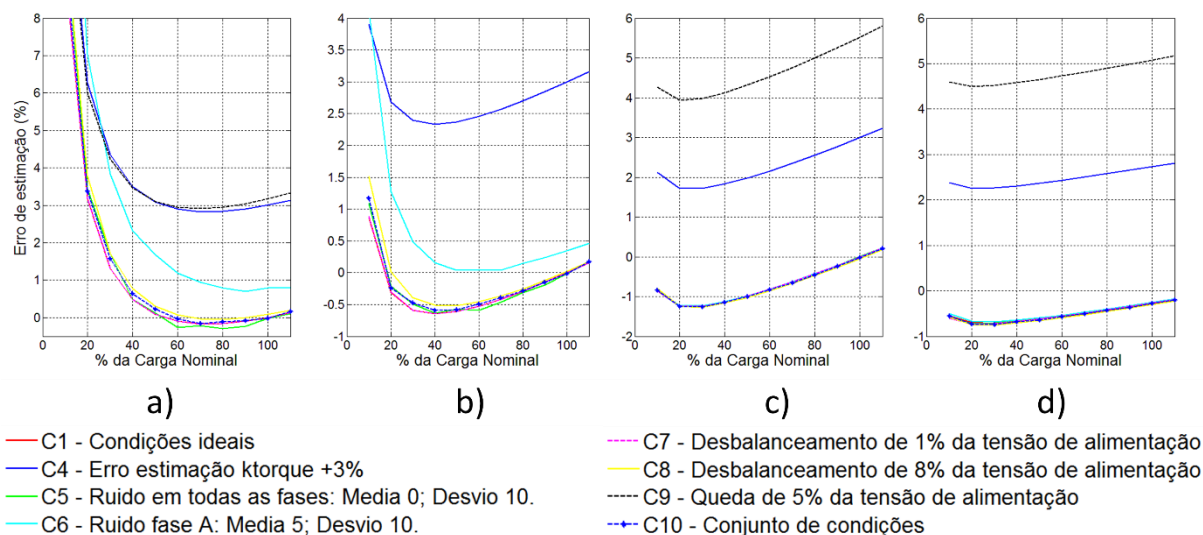 Erro de estimação (%)
8
7
6
5
4
3
2
1
0
0 20 40 60 80 100
% da Carga Nominal
a)
4
3.5
3
2.5
2
1.5
1
0.5
0
-0.5
-1
0 20 40 60 80 100
% da Carga Nominal
b)
6
5
4
3
2
1
0
-1
-2
0 20 40 60 80 100
% da Carga Nominal
c)
6
5
4
3
2
1
0
-1
0 20 40 60 80 100
% da Carga Nominal
d)
C1 - Condições ideais
C4 - Erro estimação ktorque +3%
C5 - Ruido em todas as fases: Media 0; Desvio 10.
C6 - Ruido fase A: Media 5; Desvio 10.
C7 - Desbalanceamento de 1% da tensão de alimentação
C8 - Desbalanceamento de 8% da tensão de alimentação
C9 - Queda de 5% da tensão de alimentação
C10 - Conjunto de condições